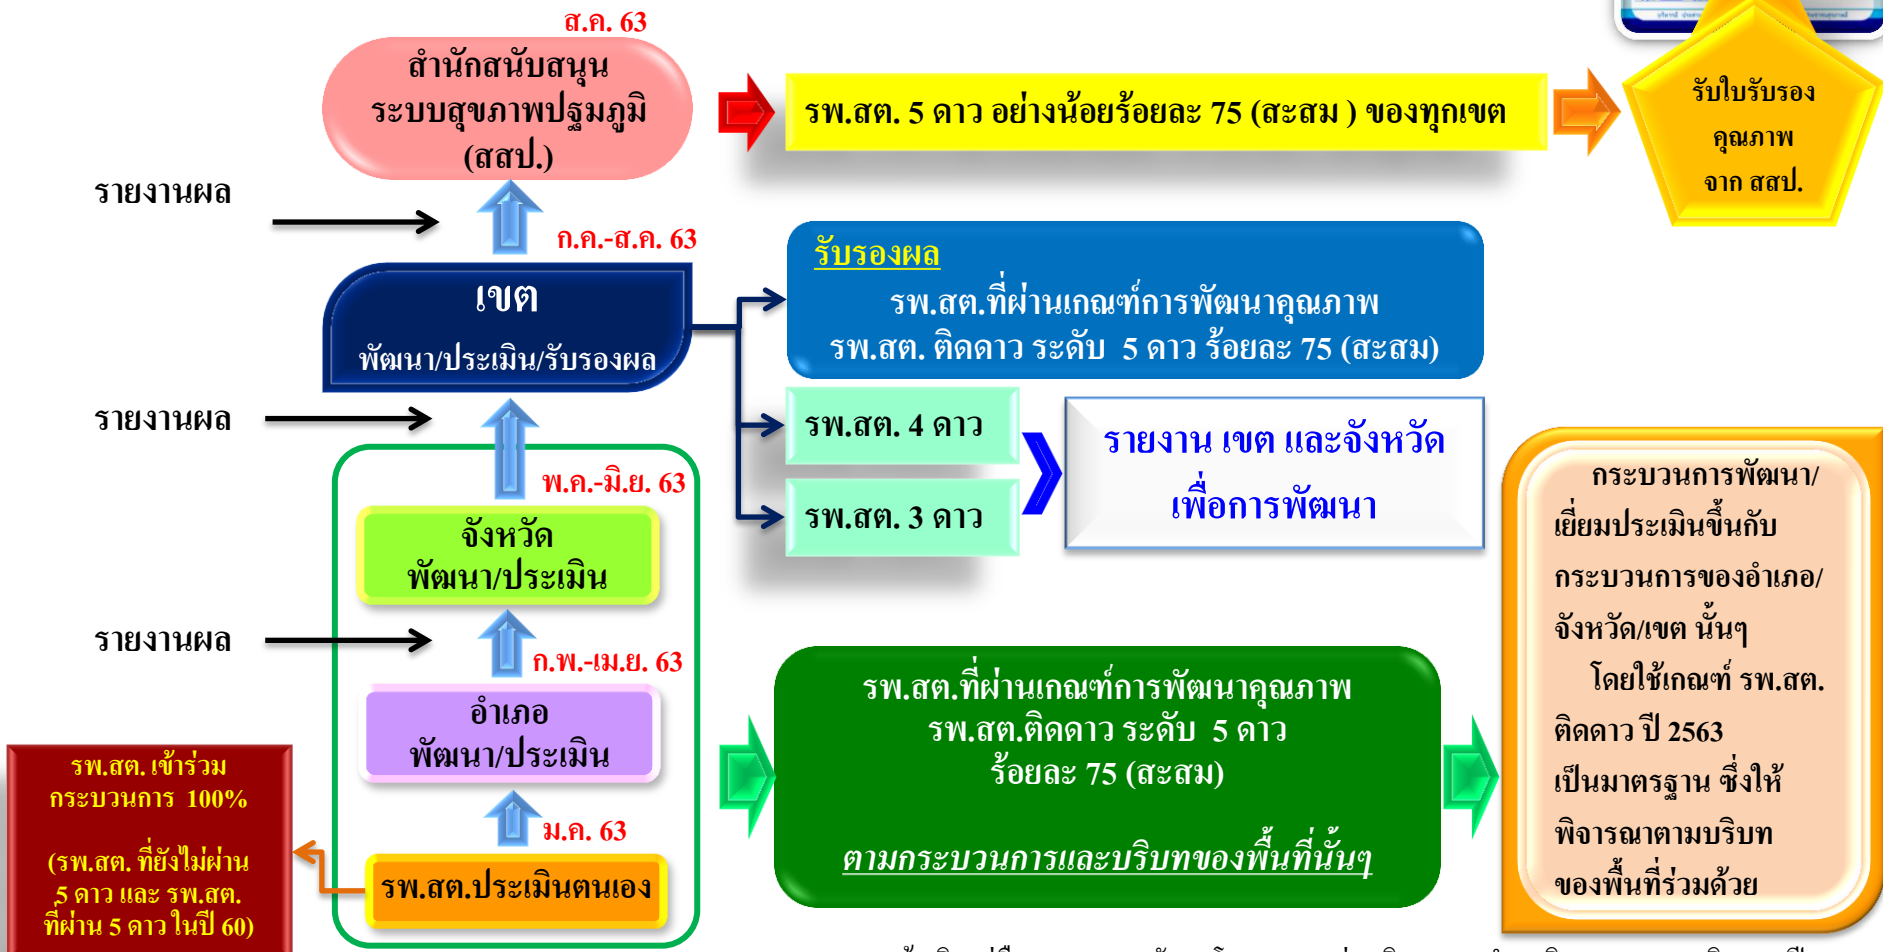 ส.ค. 63
สำนักสนับสนุน
ระบบสุขภาพปฐมภูมิ
(สสป.)
รพ.สต. 5 ดาว อย่างน้อยร้อยละ 75 (สะสม ) ของทุกเขต
รับใบรับรอง
คุณภาพ
จาก สสป.
รายงานผล
ก.ค.-ส.ค. 63
เขต
พัฒนา/ประเมิน/รับรองผล
รับรองผล
รพ.สต.ที่ผ่านเกณฑ์การพัฒนาคุณภาพ
รพ.สต. ติดดาว ระดับ 5 ดาว ร้อยละ 75 (สะสม)
รายงานผล
รพ.สต. 4 ดาว
รพ.สต. 3 ดาว
รายงาน เขต และจังหวัด
เพื่อการพัฒนา
พ.ค.-มิ.ย. 63
จังหวัด
พัฒนา/ประเมิน
รายงานผล
ก.พ.-เม.ย. 63
อำเภอ
พัฒนา/ประเมิน
ม.ค. 63
รพ.สต.ประเมินตนเอง
รพ.สต. เข้าร่วม
กระบวนการ 100%
(รพ.สต. ที่ยังไม่ผ่าน
5 ดาว และ รพ.สต.
ที่ผ่าน 5 ดาว ในปี 60)
รพ.สต.ที่ผ่านเกณฑ์การพัฒนาคุณภาพ
รพ.สต.ติดดาว ระดับ 5 ดาว
ร้อยละ 75 (สะสม)
ตามกระบวนการและบริบทของพื้นที่นั้นๆ
กระบวนการพัฒนา/
เยี่ยมประเมินขึ้นกับ
กระบวนการของอำเภอ/
จังหวัด/เขต นั้นๆ
โดยใช้เกณฑ์ รพ.สต.
ติดดาว ปี 2563
เป็นมาตรฐาน ซึ่งให้
พิจารณาตามบริบท
ของพื้นที่ร่วมด้วย